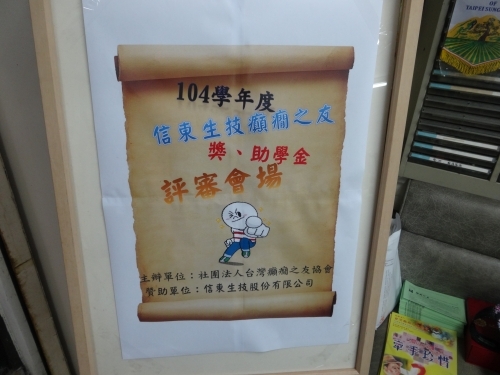 104學年度
信東生技癲癇之友
獎、助學金
評審會場
主辦單位：社團法人台灣癲癇之友協會
贊助單位：信東生技股份有限公司
OF